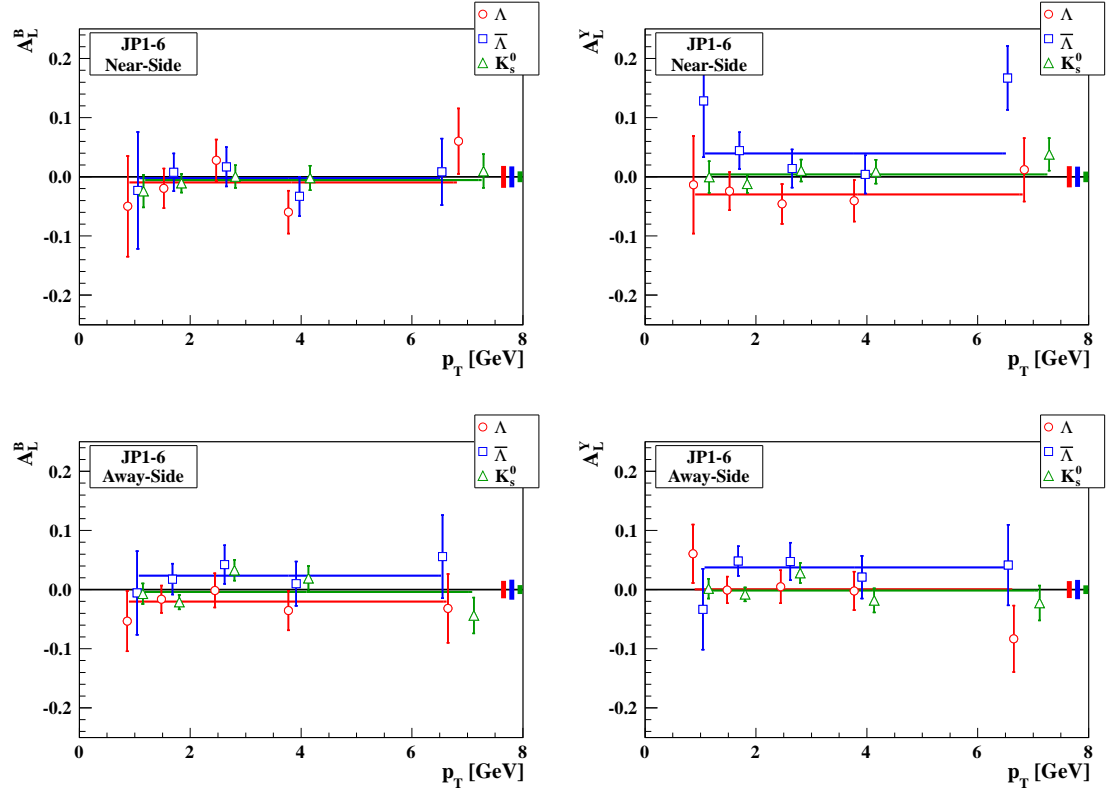 A_L^B
JP1-6
Near-Side
Λ
Λ̅
K_s^0
0.2
0.1
0.0
-0.1
-0.2
0 2 4 6 8
p_T [GeV]
A_L^Y
JP1-6
Near-Side
Λ
Λ̅
K_s^0
0.2
0.1
0.0
-0.1
-0.2
0 2 4 6 8
p_T [GeV]
A_L^B
JP1-6
Away-Side
Λ
Λ̅
K_s^0
0.2
0.1
0.0
-0.1
-0.2
0 2 4 6 8
p_T [GeV]
A_L^Y
JP1-6
Away-Side
Λ
Λ̅
K_s^0
0.2
0.1
0.0
-0.1
-0.2
0 2 4 6 8
p_T [GeV]